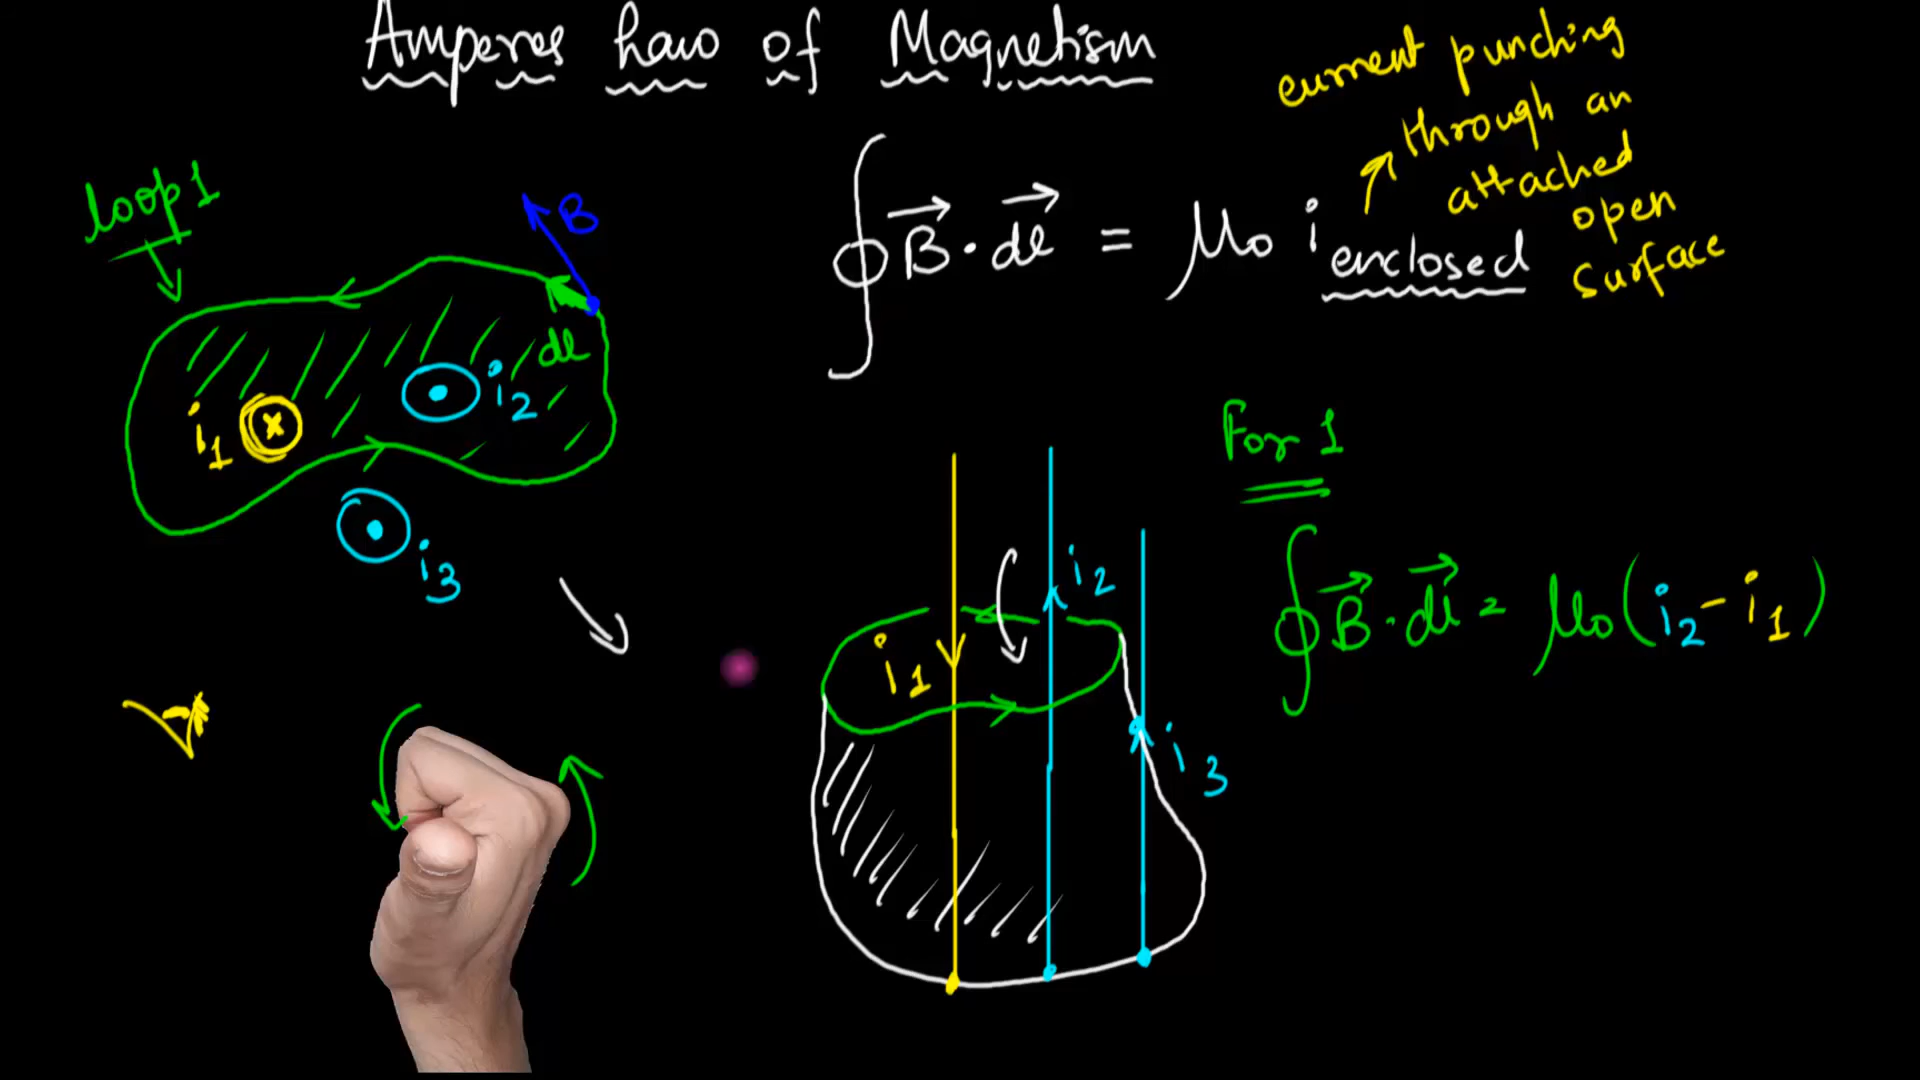 Amperes Law of Magnetism
current punching
through an
attached
open
surface
loop 1
B
∮ B⃗ · dl⃗ = μ₀ i enclosed
dl
i₁
i₂
i₃
For 1
∮ B⃗ · dl⃗ = μ₀ (i₂ - i₁)
i₂
i₁
i₃